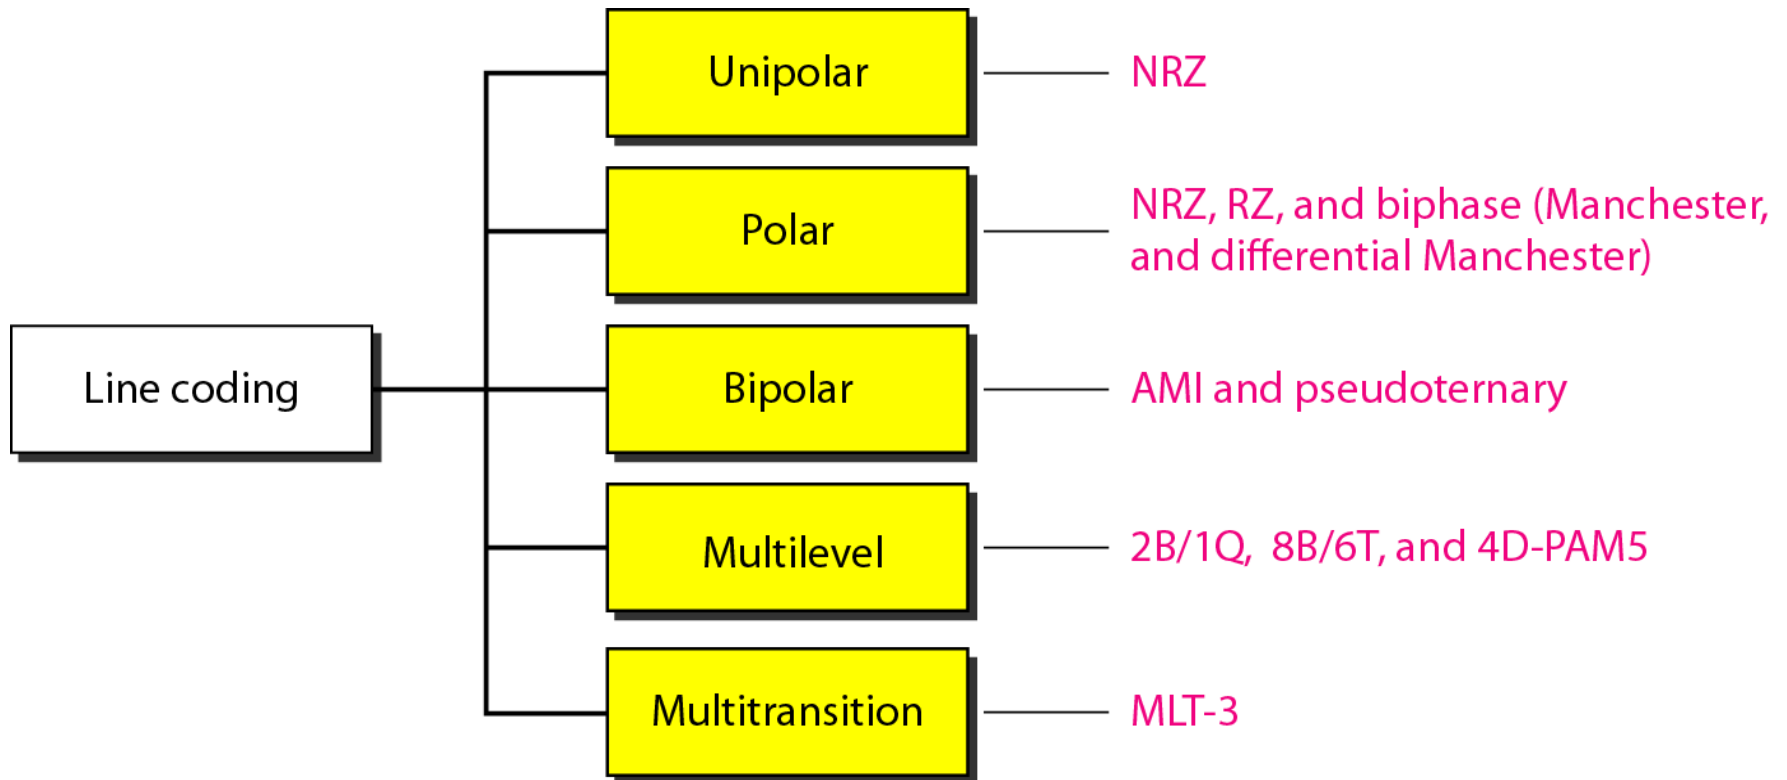 Unipolar
NRZ
Polar
NRZ, RZ, and biphase (Manchester,
and differential Manchester)
Line coding
Bipolar
AMI and pseudoternary
Multilevel
2B/1Q,  8B/6T, and 4D-PAM5
Multitransition
MLT-3